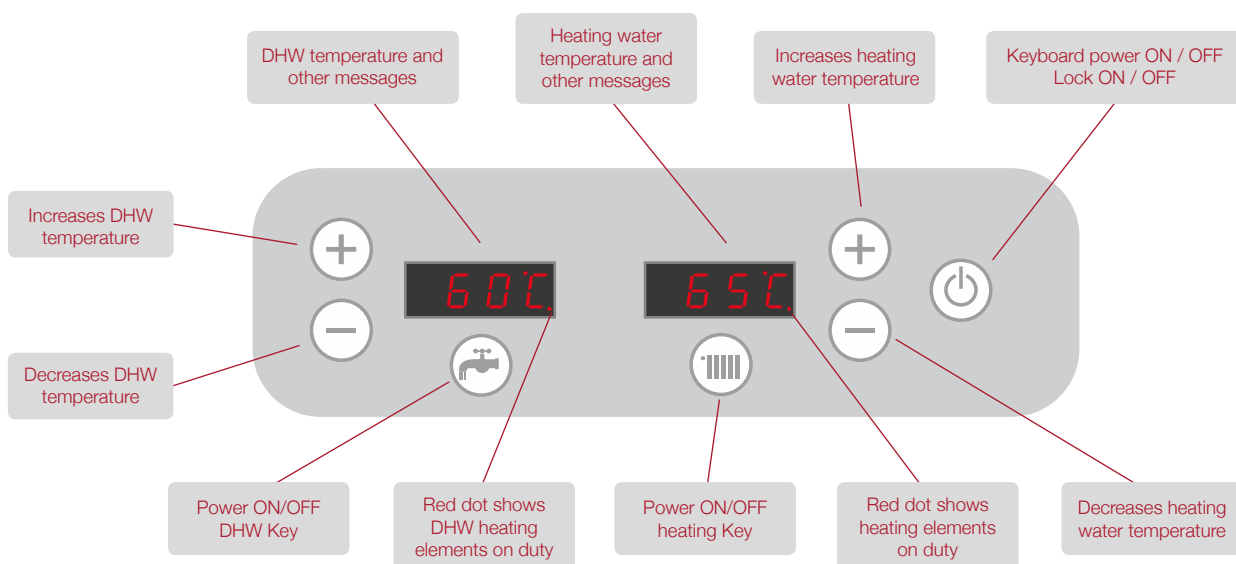 DHW temperature and
other messages
Heating water
temperature and
other messages
Increases heating
water temperature
Keyboard power ON / OFF
Lock ON / OFF
Increases DHW
temperature
60°C.
65°C.
Decreases DHW
temperature
Power ON/OFF
DHW Key
Red dot shows
DHW heating
elements on duty
Power ON/OFF
heating Key
Red dot shows
heating elements
on duty
Decreases heating
water temperature